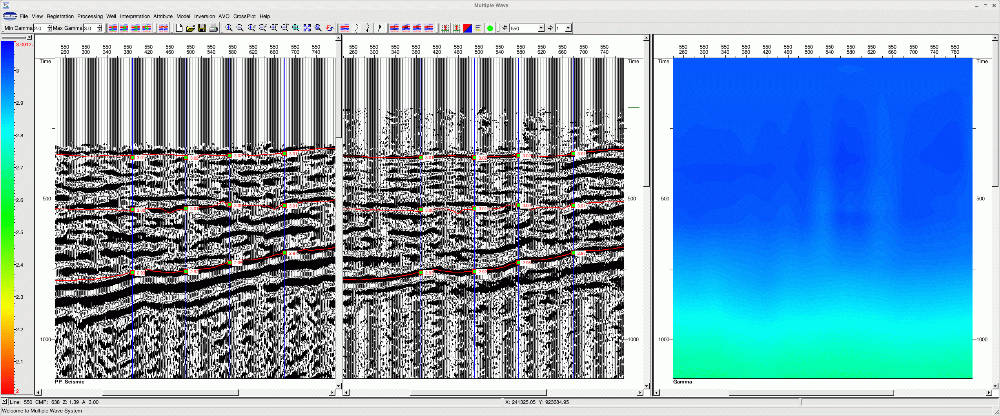 Multiple Wave
GeoEast File View Registration Processing Well Interpretation Attribute Model Inversion AVO CrossPlot Help
Min Gamma 2.0 Max Gamma 3.0 1 2 3 4 1 2 3 4 E 550 1
3.0912
3
2.9
2.8
2.7
2.6
2.5
2.4
2.3
2.2
2.1
2
550 550 550 550 550 550 550 550 550 550 550 550 550
260 300 340 380 420 460 500 540 580 620 660 700 740
Time
500
1000
3.01 3.02 3.02 3.01
3.00 3.01 3.00 3.01
2.93 2.92 2.95 2.97
PP_Seismic
550 550 550 550 550 550 550 550 550 550 550 550 550
260 300 340 380 420 460 500 540 580 620 660 700 740
Time
500
1000
3.01 3.02 3.02 3.01
3.00 3.01 3.00 3.01
2.93 2.92 2.95 2.97
550 550 550 550 550 550 550 550 550 550 550 550 550 550
260 300 340 380 420 460 500 540 580 620 660 700 740 780
Time Time
500 500
1000 1000
Gamma
Line: 550 CMP: 638 Z: 1.39 A 3.00 X: 241325.05 Y: 923684.95
Welcome to Multiple Wave System